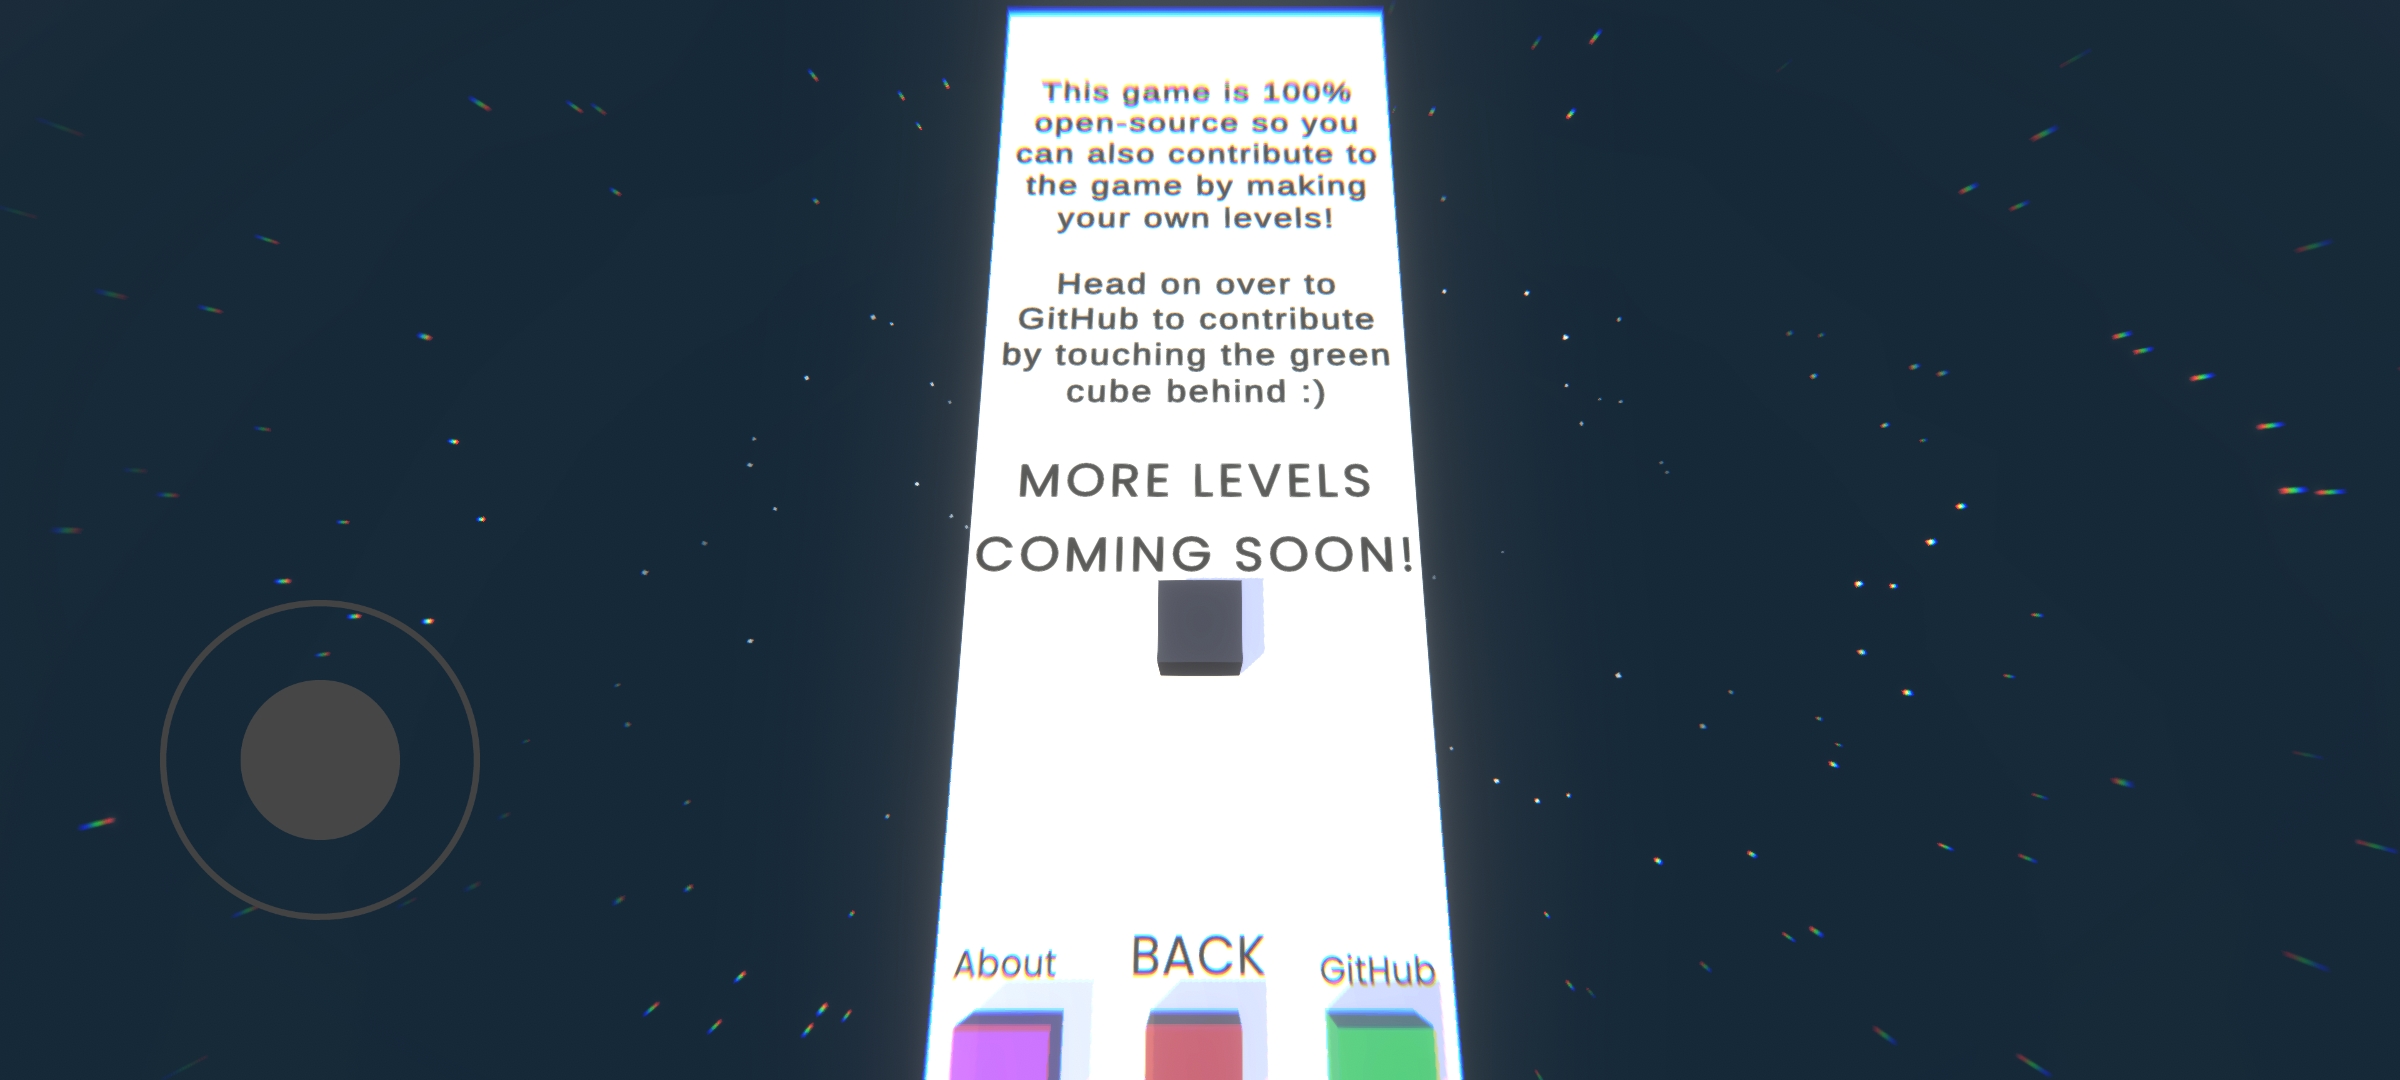 This game is 100%
open-source so you
can also contribute to
the game by making
your own levels!
Head on over to
GitHub to contribute
by touching the green
cube behind :)
MORE LEVELS
COMING SOON!
About
BACK
GitHub